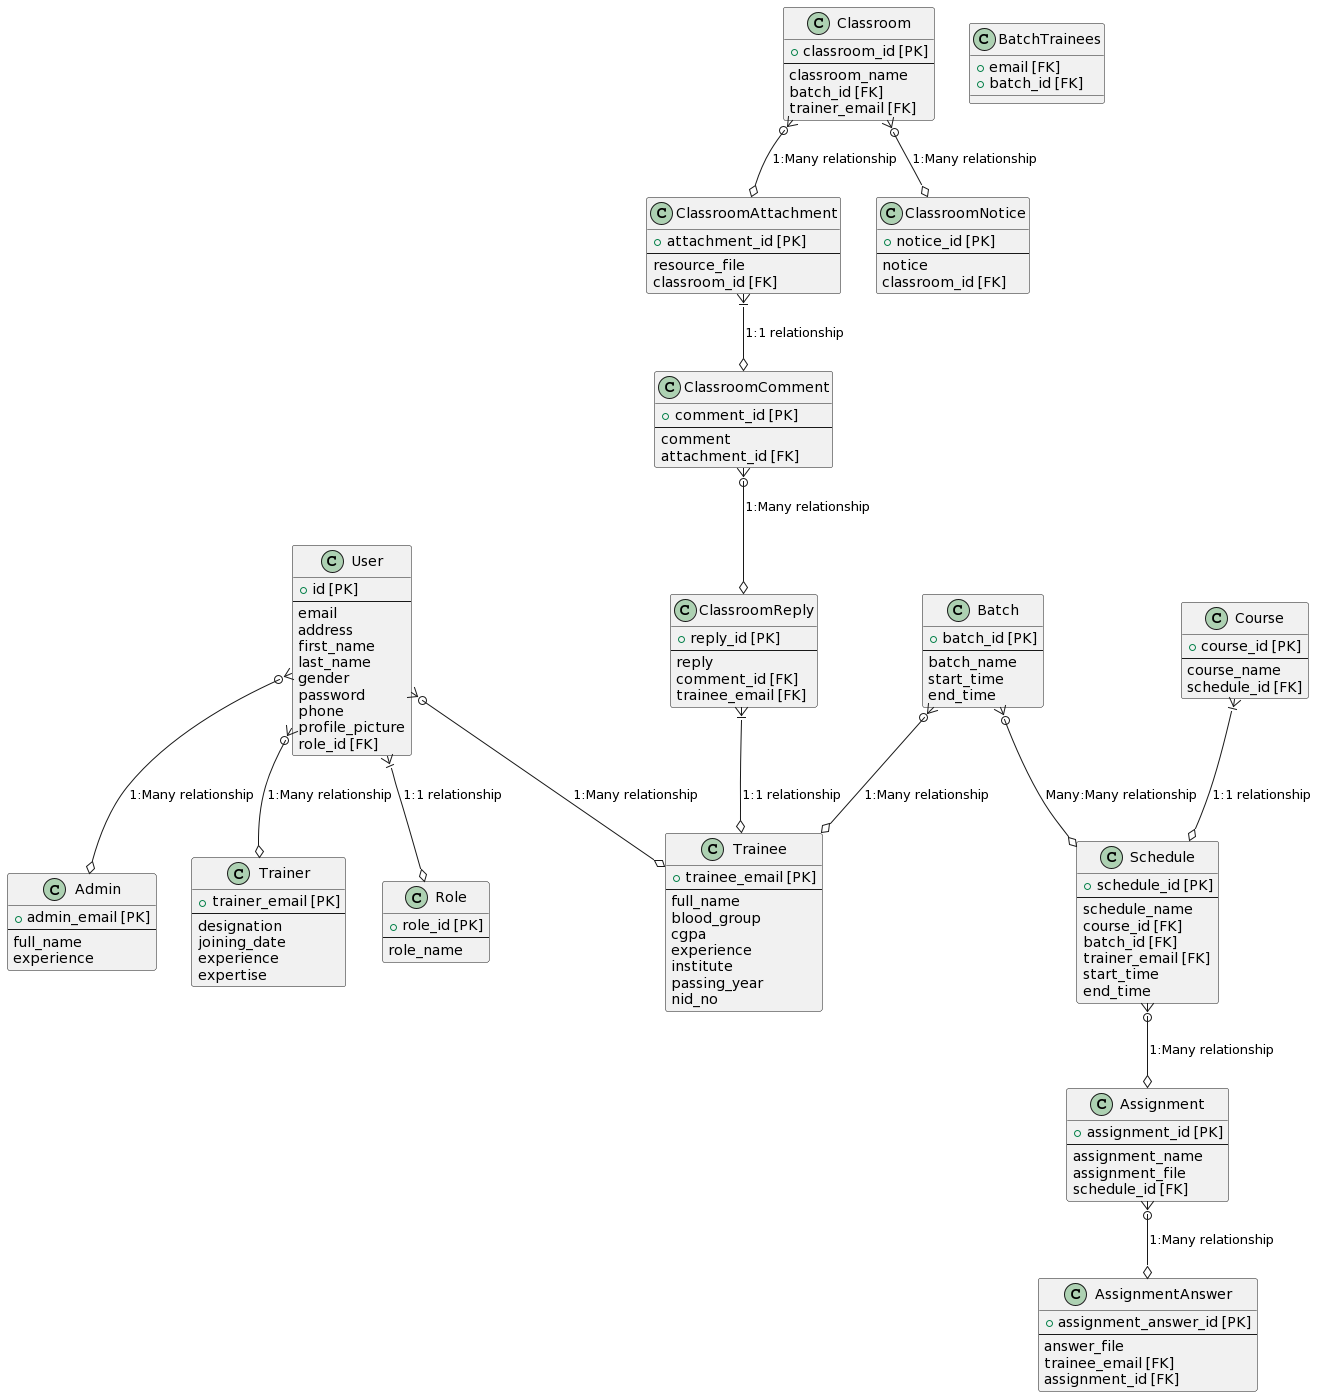 C Classroom
classroom_id [PK]
classroom_name
batch_id [FK]
trainer_email [FK]
C BatchTrainees
email [FK]
batch_id [FK]
1:Many relationship
1:Many relationship
C ClassroomAttachment
attachment_id [PK]
resource_file
classroom_id [FK]
C ClassroomNotice
notice_id [PK]
notice
classroom_id [FK]
1:1 relationship
C ClassroomComment
comment_id [PK]
comment
attachment_id [FK]
1:Many relationship
C User
id [PK]
email
address
first_name
last_name
gender
password
phone
profile_picture
role_id [FK]
C ClassroomReply
reply_id [PK]
reply
comment_id [FK]
trainee_email [FK]
C Batch
batch_id [PK]
batch_name
start_time
end_time
C Course
course_id [PK]
course_name
schedule_id [FK]
1:Many relationship
1:Many relationship
1:1 relationship
1:Many relationship
1:1 relationship
1:Many relationship
Many:Many relationship
1:1 relationship
C Admin
admin_email [PK]
full_name
experience
C Trainer
trainer_email [PK]
designation
joining_date
experience
expertise
C Role
role_id [PK]
role_name
C Trainee
trainee_email [PK]
full_name
blood_group
cgpa
experience
institute
passing_year
nid_no
C Schedule
schedule_id [PK]
schedule_name
course_id [FK]
batch_id [FK]
trainer_email [FK]
start_time
end_time
1:Many relationship
C Assignment
assignment_id [PK]
assignment_name
assignment_file
schedule_id [FK]
1:Many relationship
C AssignmentAnswer
assignment_answer_id [PK]
answer_file
trainee_email [FK]
assignment_id [FK]